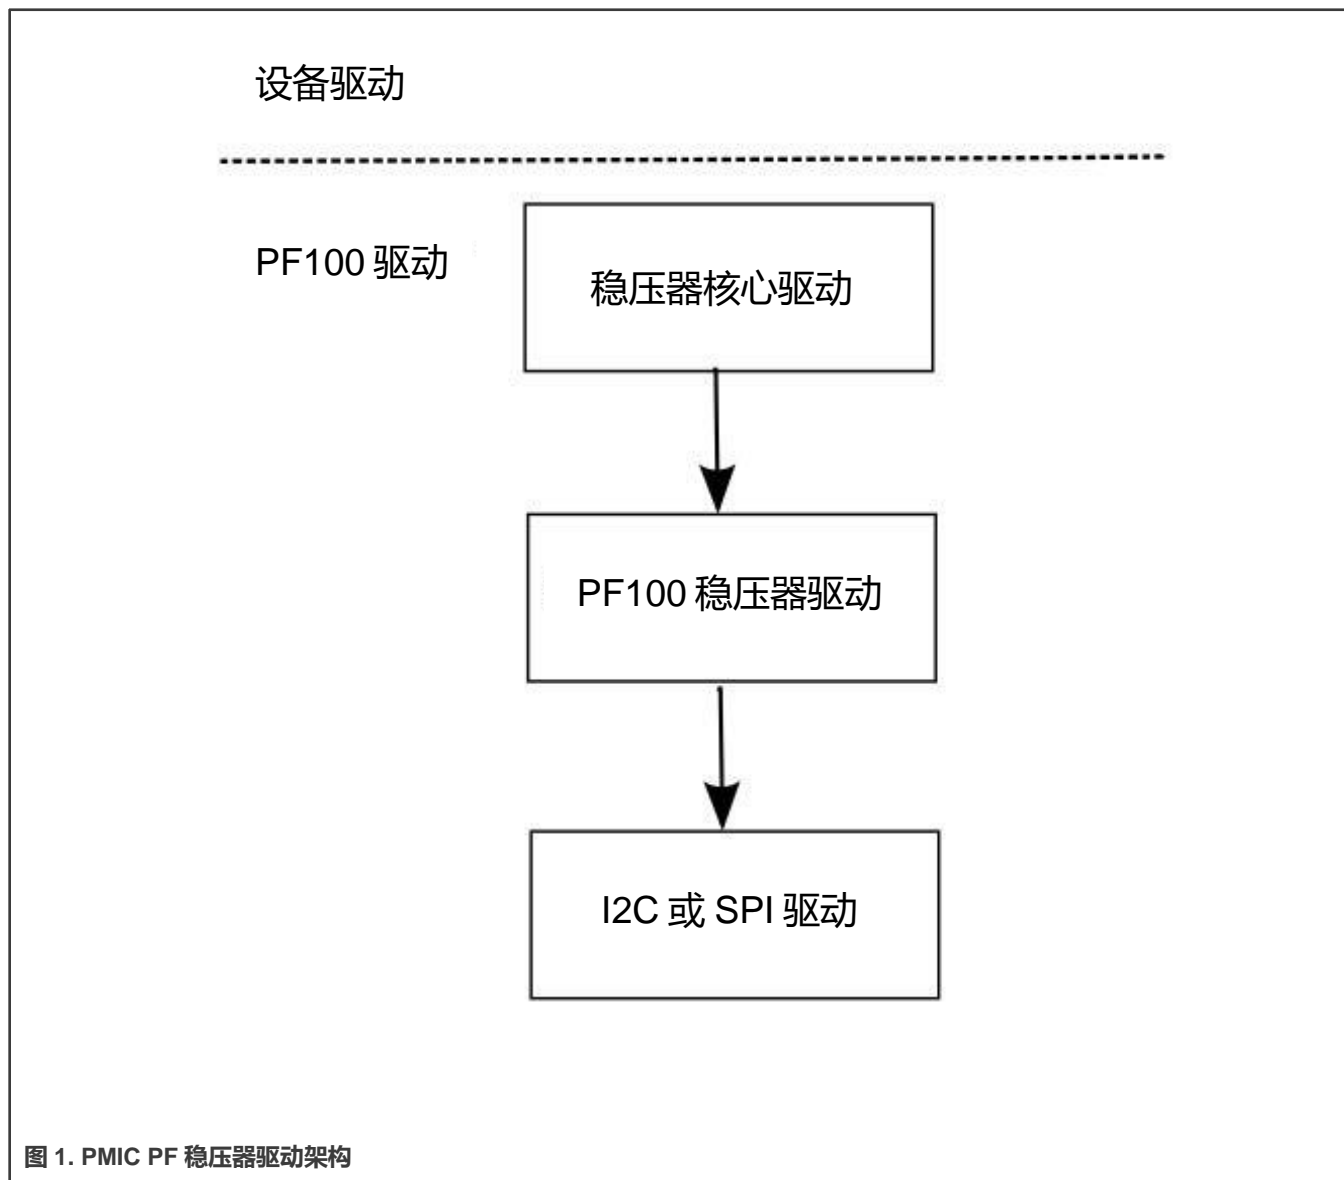 设备驱动
PF100 驱动
稳压器核心驱动
PF100 稳压器驱动
I2C 或 SPI 驱动
图 1. PMIC PF 稳压器驱动架构